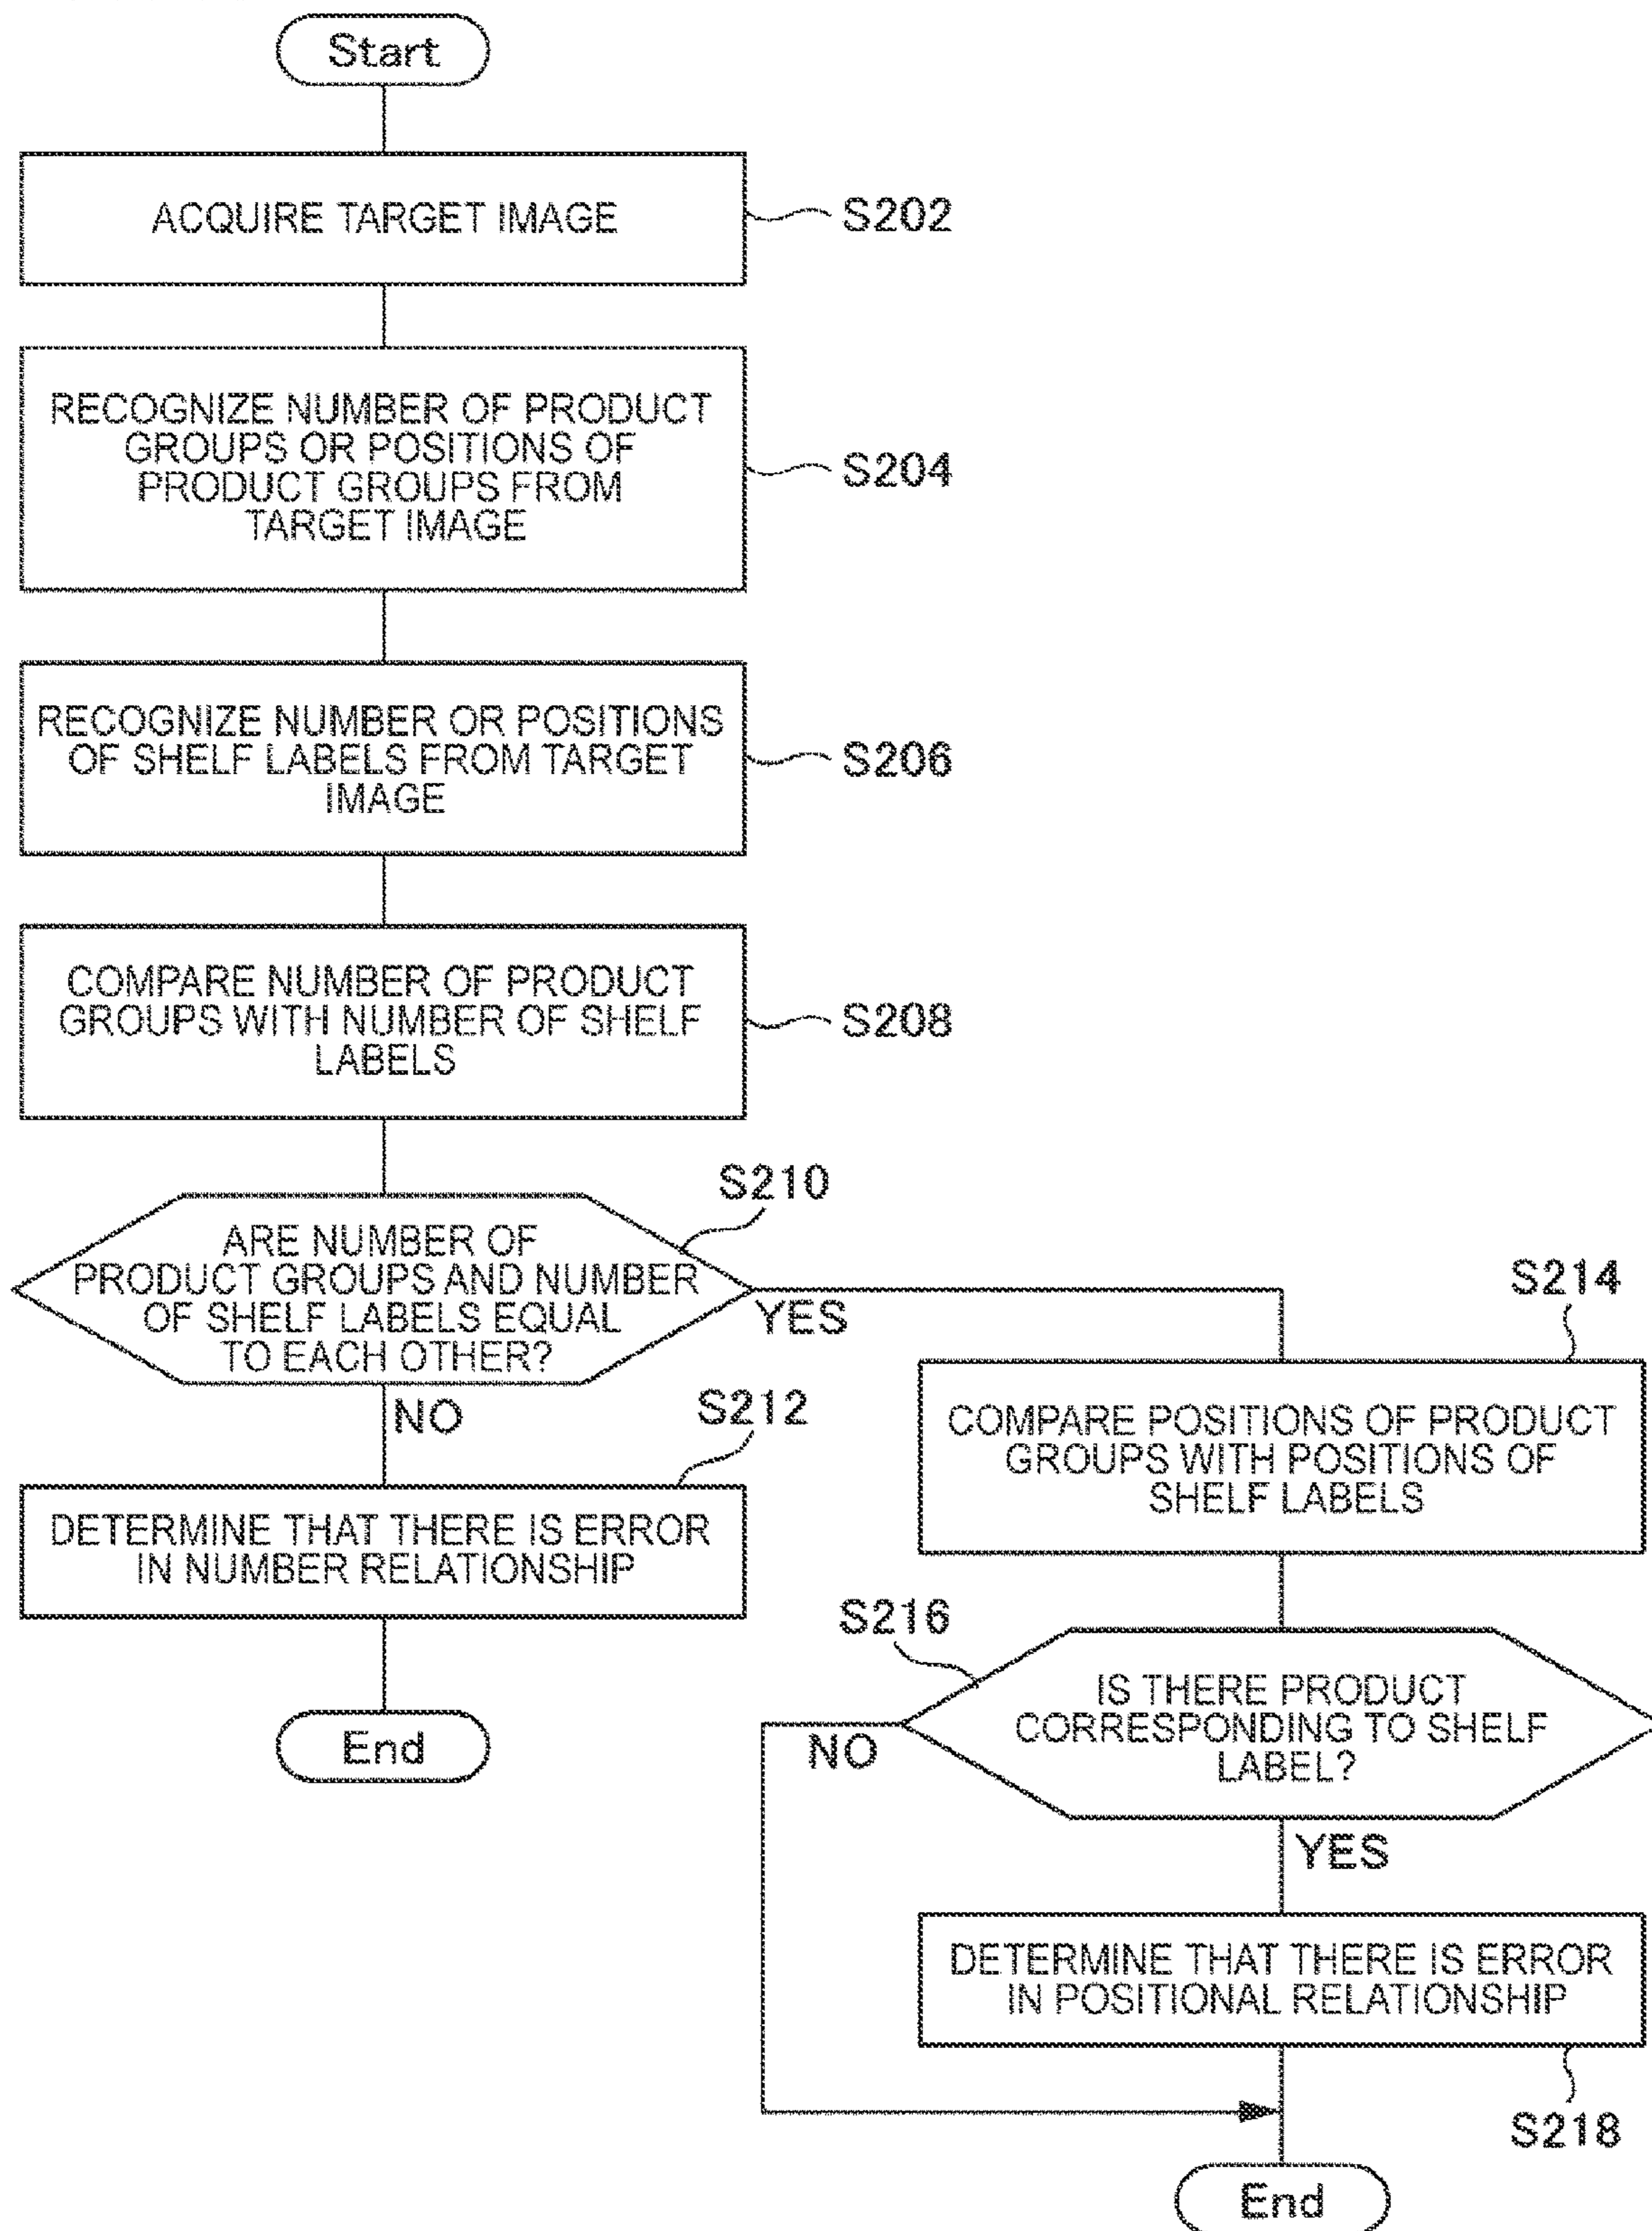 Start
ACQUIRE TARGET IMAGE
S202
RECOGNIZE NUMBER OF PRODUCT
GROUPS OR POSITIONS OF
PRODUCT GROUPS FROM
TARGET IMAGE
S204
RECOGNIZE NUMBER OR POSITIONS
OF SHELF LABELS FROM TARGET
IMAGE
S206
COMPARE NUMBER OF PRODUCT
GROUPS WITH NUMBER OF SHELF
LABELS
S208
S210
ARE NUMBER OF
PRODUCT GROUPS AND NUMBER
OF SHELF LABELS EQUAL
TO EACH OTHER?
YES
NO
S212
DETERMINE THAT THERE IS ERROR
IN NUMBER RELATIONSHIP
End
S214
COMPARE POSITIONS OF PRODUCT
GROUPS WITH POSITIONS OF
SHELF LABELS
S216
IS THERE PRODUCT
CORRESPONDING TO SHELF
LABEL?
NO
YES
DETERMINE THAT THERE IS ERROR
IN POSITIONAL RELATIONSHIP
S218
End